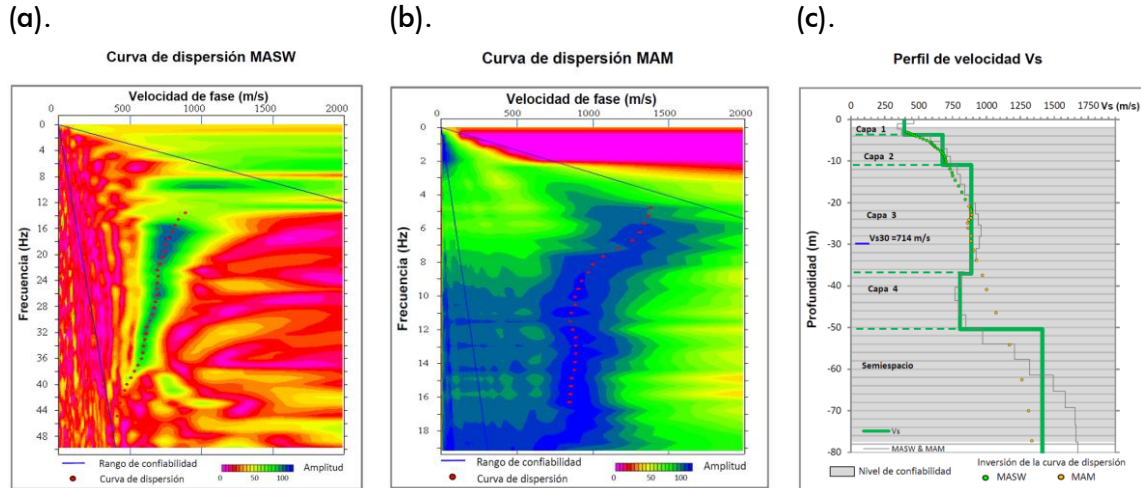 (a).
(b).
(c).
Curva de dispersión MASW
Curva de dispersión MAM
Perfil de velocidad Vs
Velocidad de fase (m/s)
0 500 1000 1500 2000
0
4
8
12
16
20
24
28
32
36
40
44
48
Frecuencia (Hz)
Rango de confiabilidad
Curva de dispersión
Amplitud
0 100
Velocidad de fase (m/s)
0 500 1000 1500 2000
0
2
4
6
8
10
12
14
16
18
Frecuencia (Hz)
Rango de confiabilidad
Curva de dispersión
Amplitud
0 100
0 250 500 750 1000 1250 1500 1750 Vs (m/s)
0
-10
-20
-30
-40
-50
-60
-70
-80
Profundidad (m)
Capa 1
Capa 2
Capa 3
Vs30 =714 m/s
Capa 4
Semiespacio
Vs
MASW & MAM
Nivel de confiabilidad
Inversión de la curva de dispersión
MASW MAM